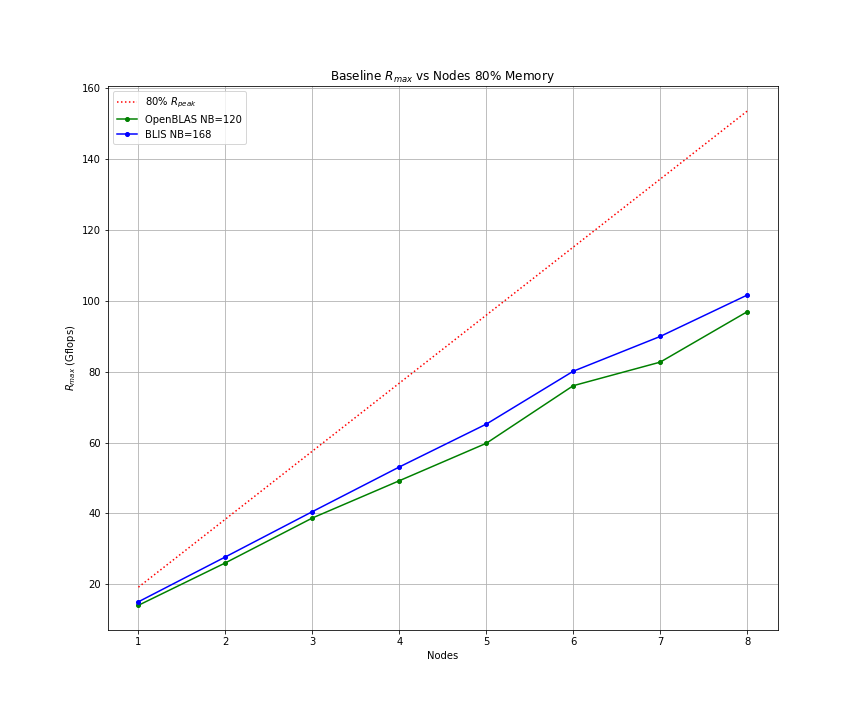 Baseline R_max vs Nodes 80% Memory
80% R_peak
OpenBLAS NB=120
BLIS NB=168
160
140
120
100
80
60
40
20
R_max (Gflops)
1 2 3 4 5 6 7 8
Nodes